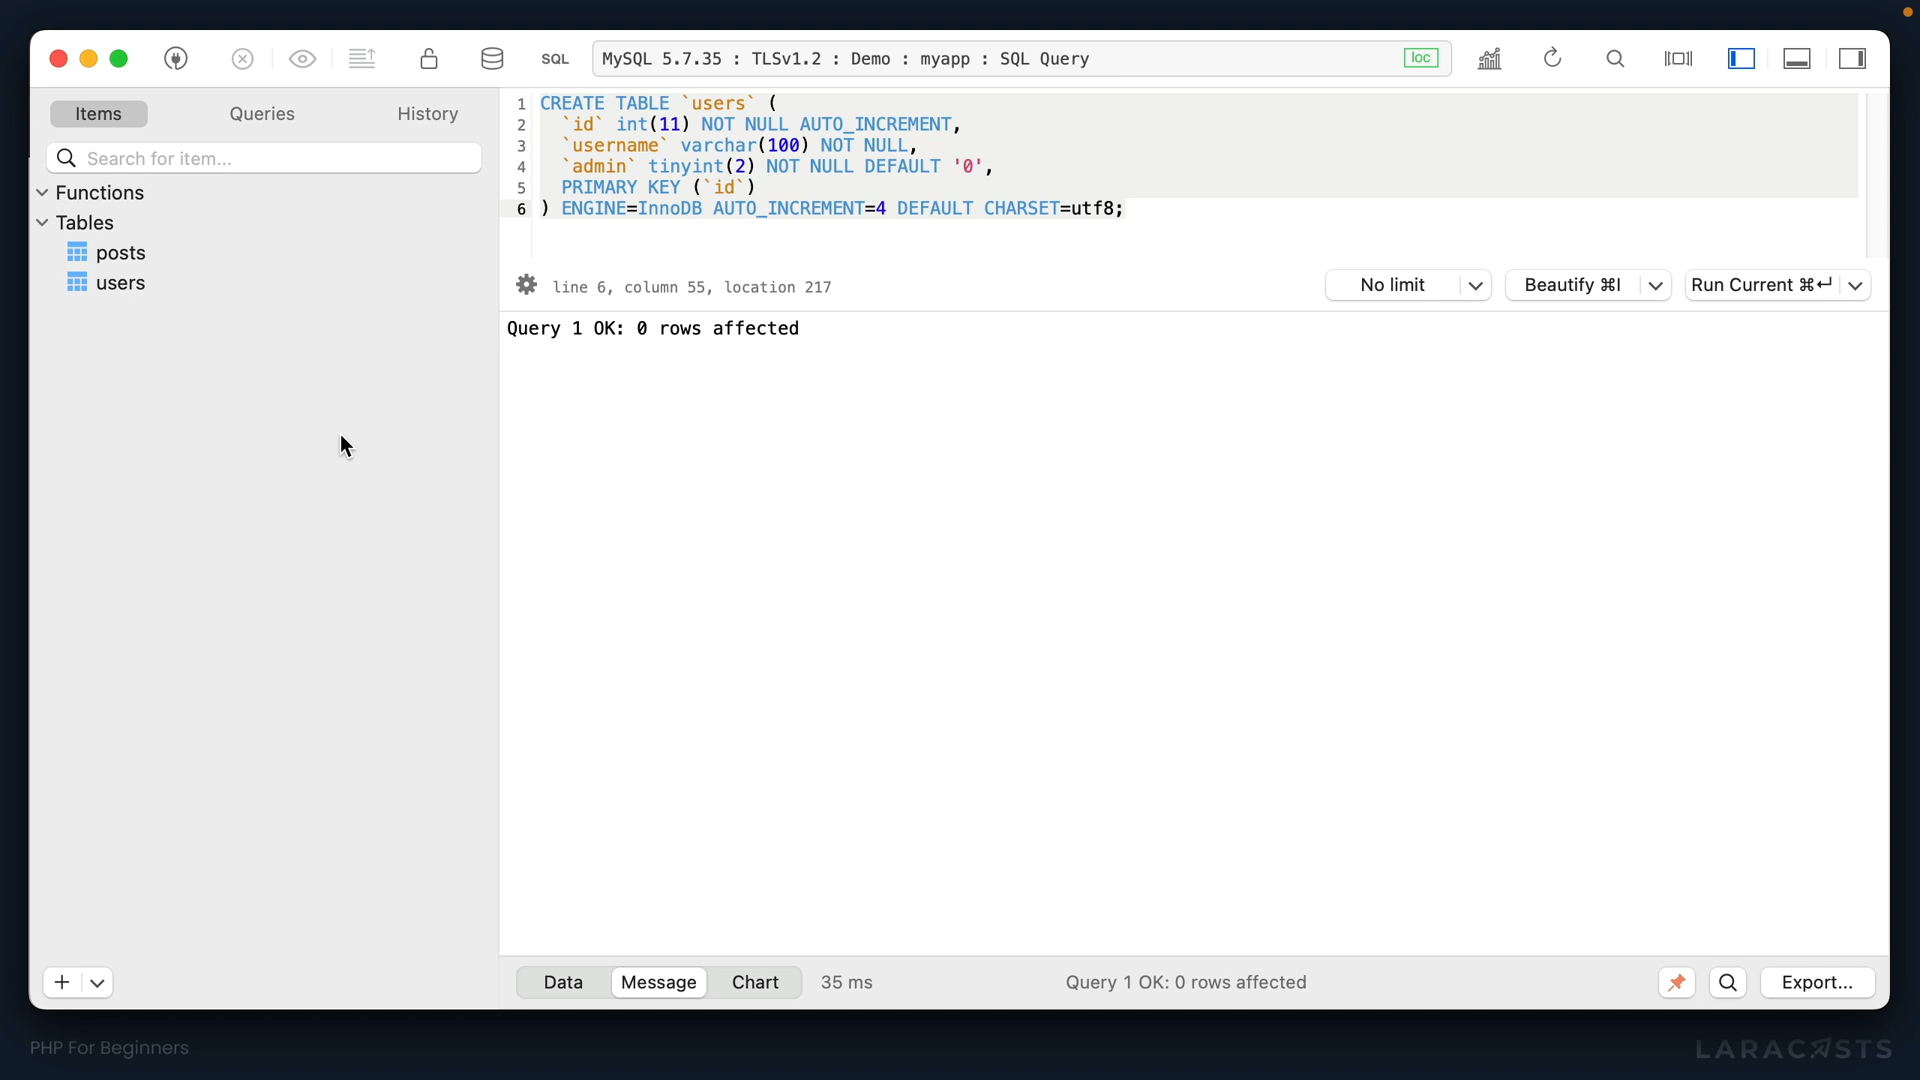 SQL
MySQL 5.7.35 : TLSv1.2 : Demo : myapp : SQL Query
loc
Items
Queries
History
Search for item...
Functions
Tables
posts
users
1 CREATE TABLE `users` (
2 `id` int(11) NOT NULL AUTO_INCREMENT,
3 `username` varchar(100) NOT NULL,
4 `admin` tinyint(2) NOT NULL DEFAULT '0',
5 PRIMARY KEY (`id`)
6 ) ENGINE=InnoDB AUTO_INCREMENT=4 DEFAULT CHARSET=utf8;
line 6, column 55, location 217
No limit
Beautify ⌘I
Run Current ⌘↵
Query 1 OK: 0 rows affected
Data
Message
Chart
35 ms
Query 1 OK: 0 rows affected
Export...
PHP For Beginners
LARACASTS